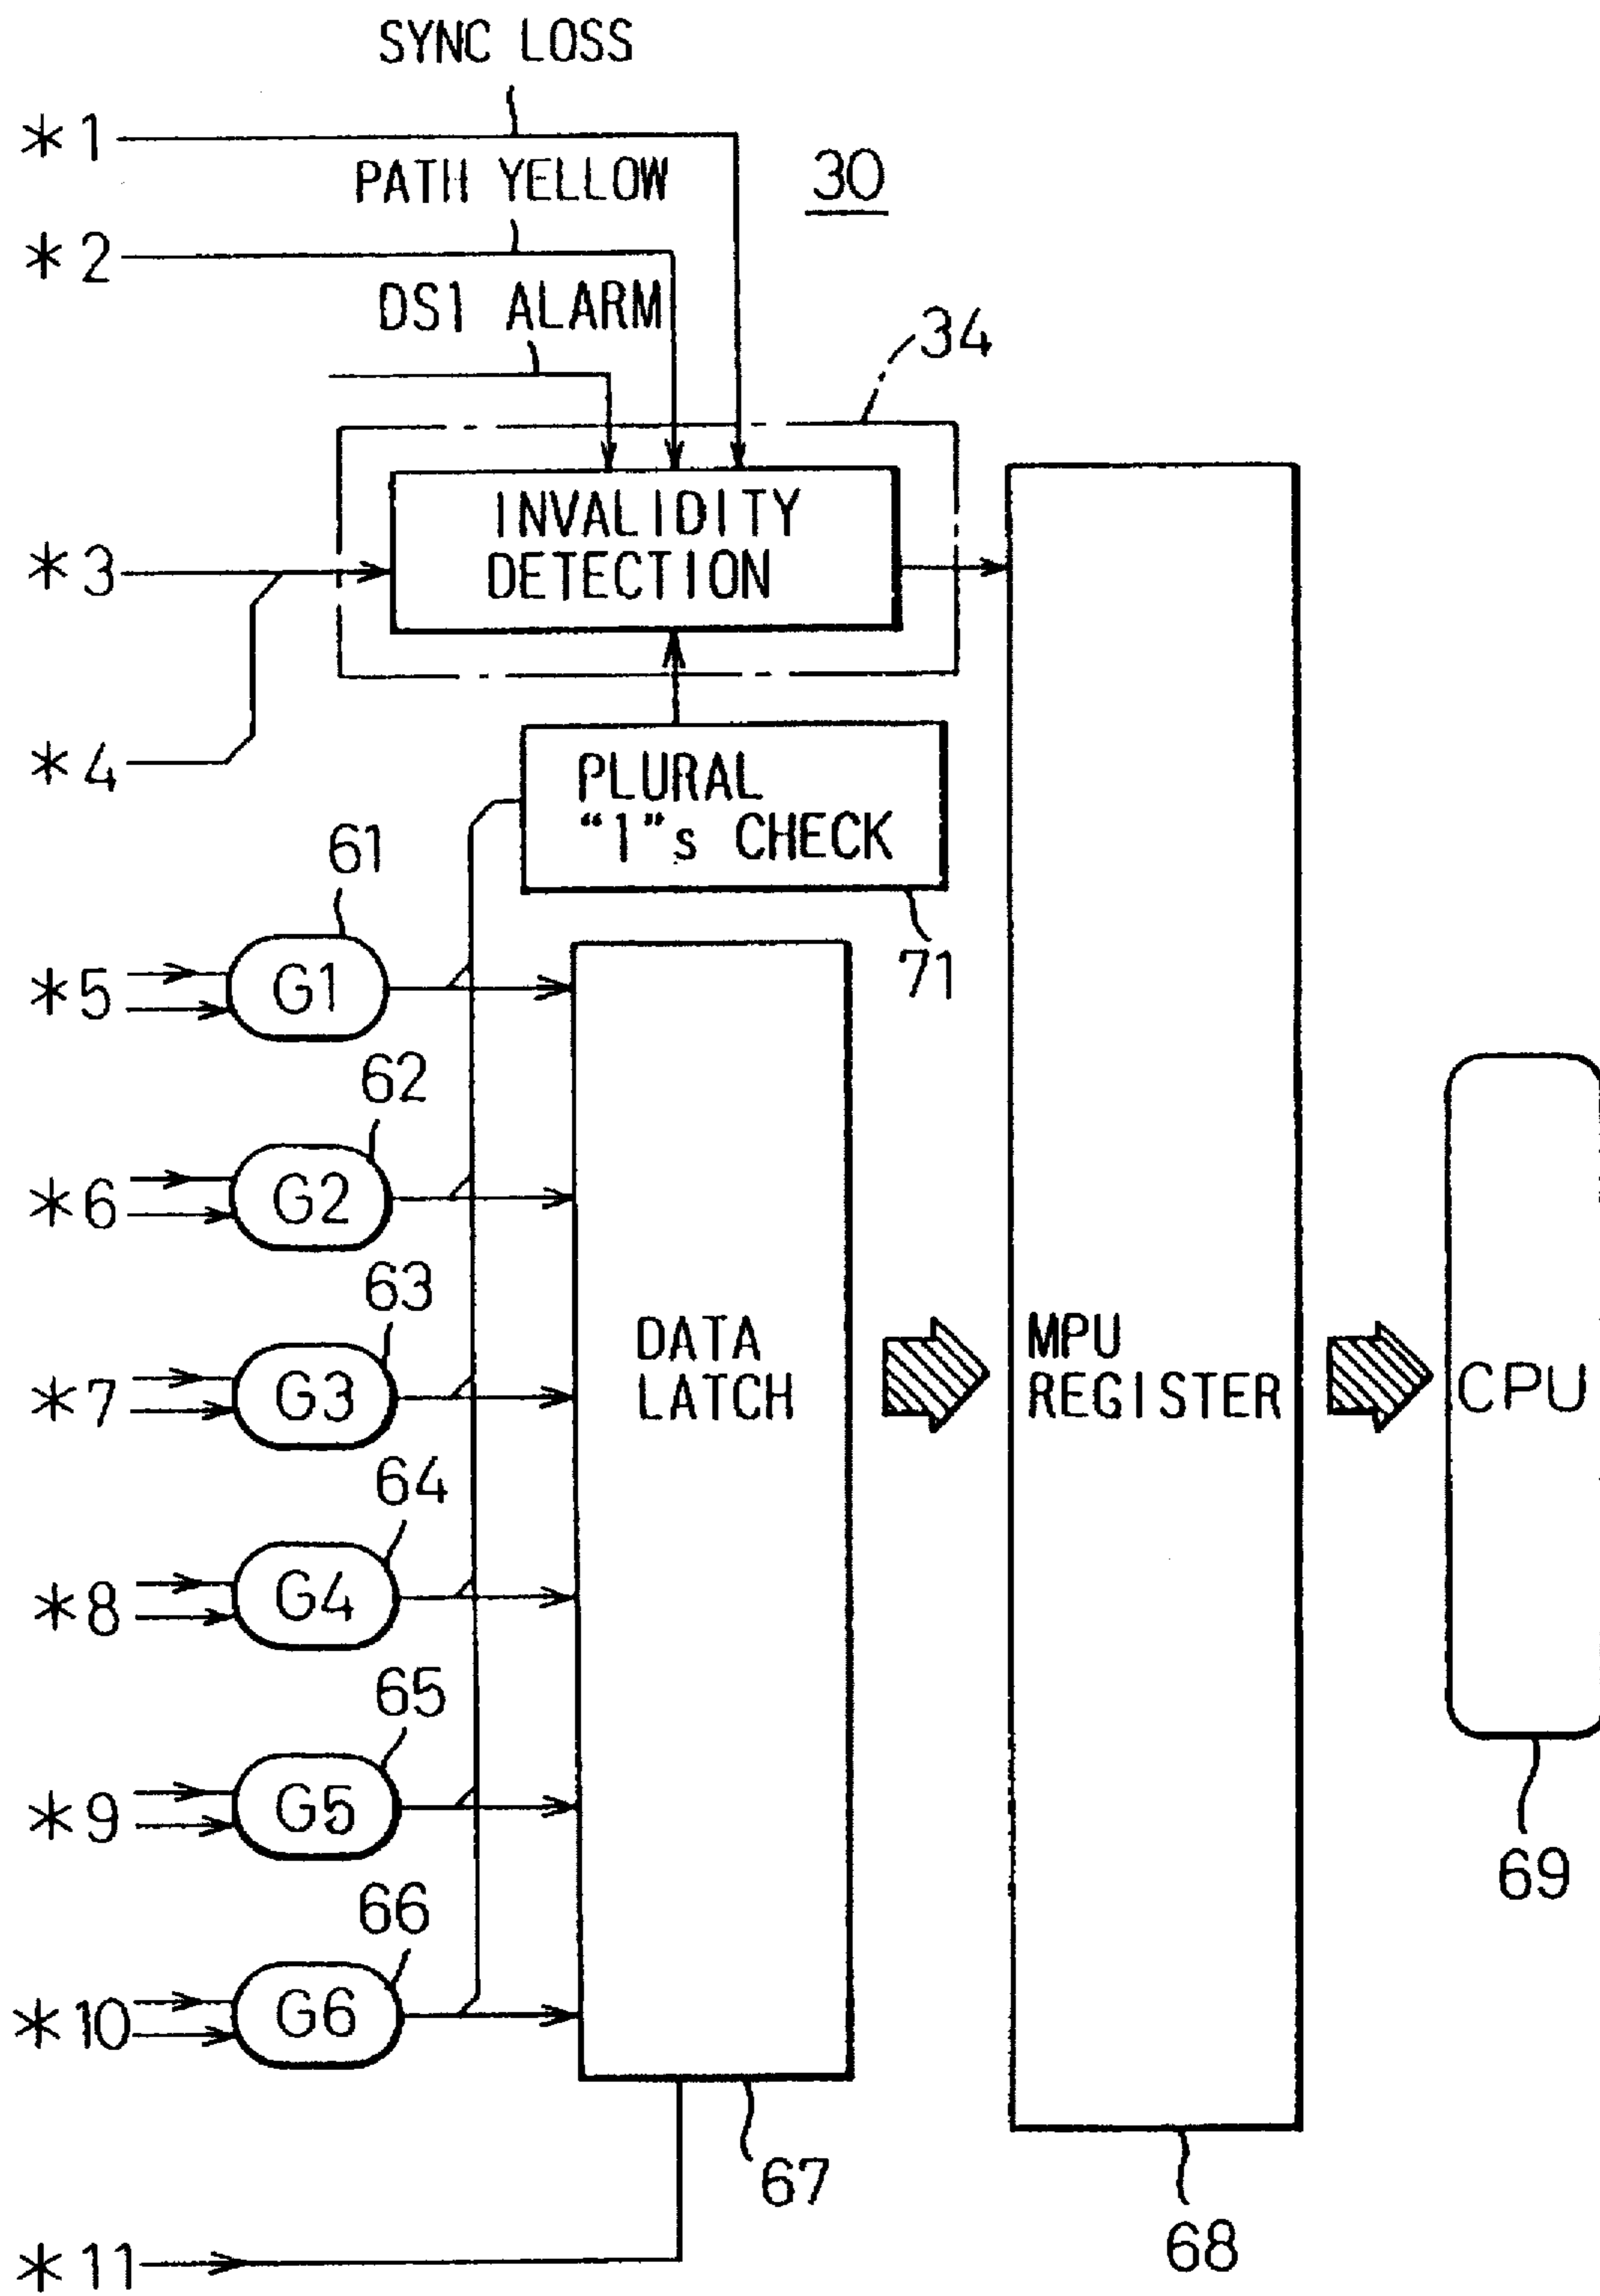 SYNC LOSS
*1
PATH YELLOW
30
*2
DS1 ALARM
34
INVALIDITY
DETECTION
*3
*4
PLURAL
“1”s CHECK
61
71
*5
G1
62
*6
G2
63
*7
G3
DATA
LATCH
MPU
REGISTER
CPU
64
*8
G4
65
*9
G5
69
66
*10
G6
67
68
*11